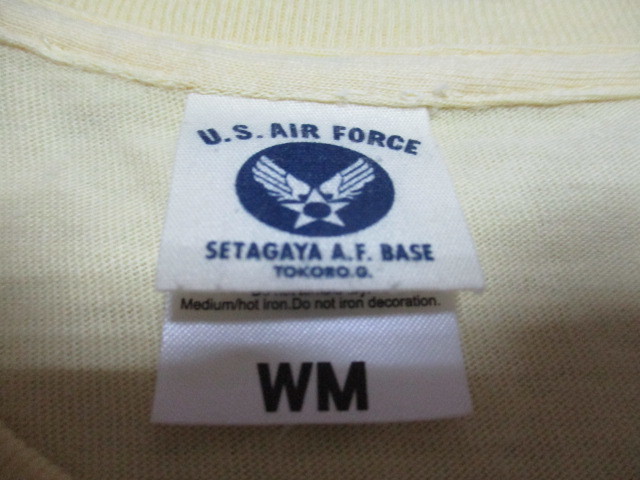 U.S. AiR FORCE
SETAGAYA A.F. BASE
TOKORO.G.
Medium/hot iron.Do not iron decoration.
WM